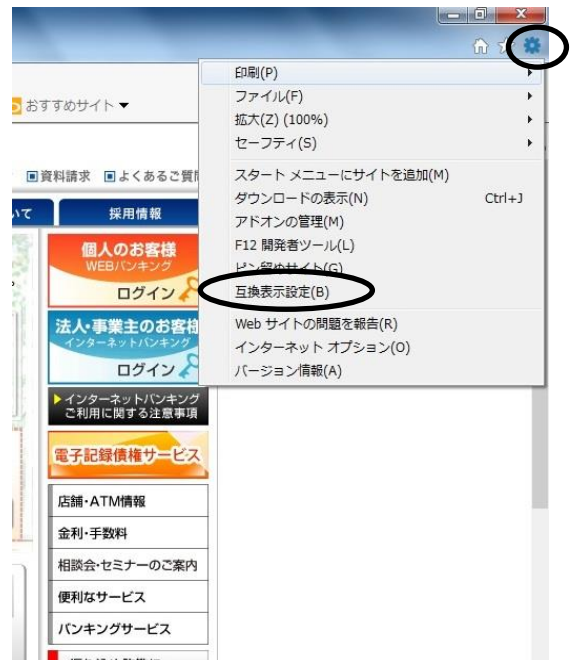 おすすめサイト▼
資料請求 よくあるご質問
いて
採用情報
個人のお客様
WEBバンキング
ログイン
法人・事業主のお客様
インターネットバンキング
ログイン
インターネットバンキング
ご利用に関する注意事項
電子記録債権サービス
店舗・ATM情報
金利・手数料
相談会・セミナーのご案内
便利なサービス
バンキングサービス
印刷(P)
ファイル(F)
拡大(Z) (100%)
セーフティ(S)
スタート メニューにサイトを追加(M)
ダウンロードの表示(N) Ctrl+J
アドオンの管理(M)
F12 開発者ツール(L)
ピン留めサイト(G)
互換表示設定(B)
Web サイトの問題を報告(R)
インターネット オプション(O)
バージョン情報(A)